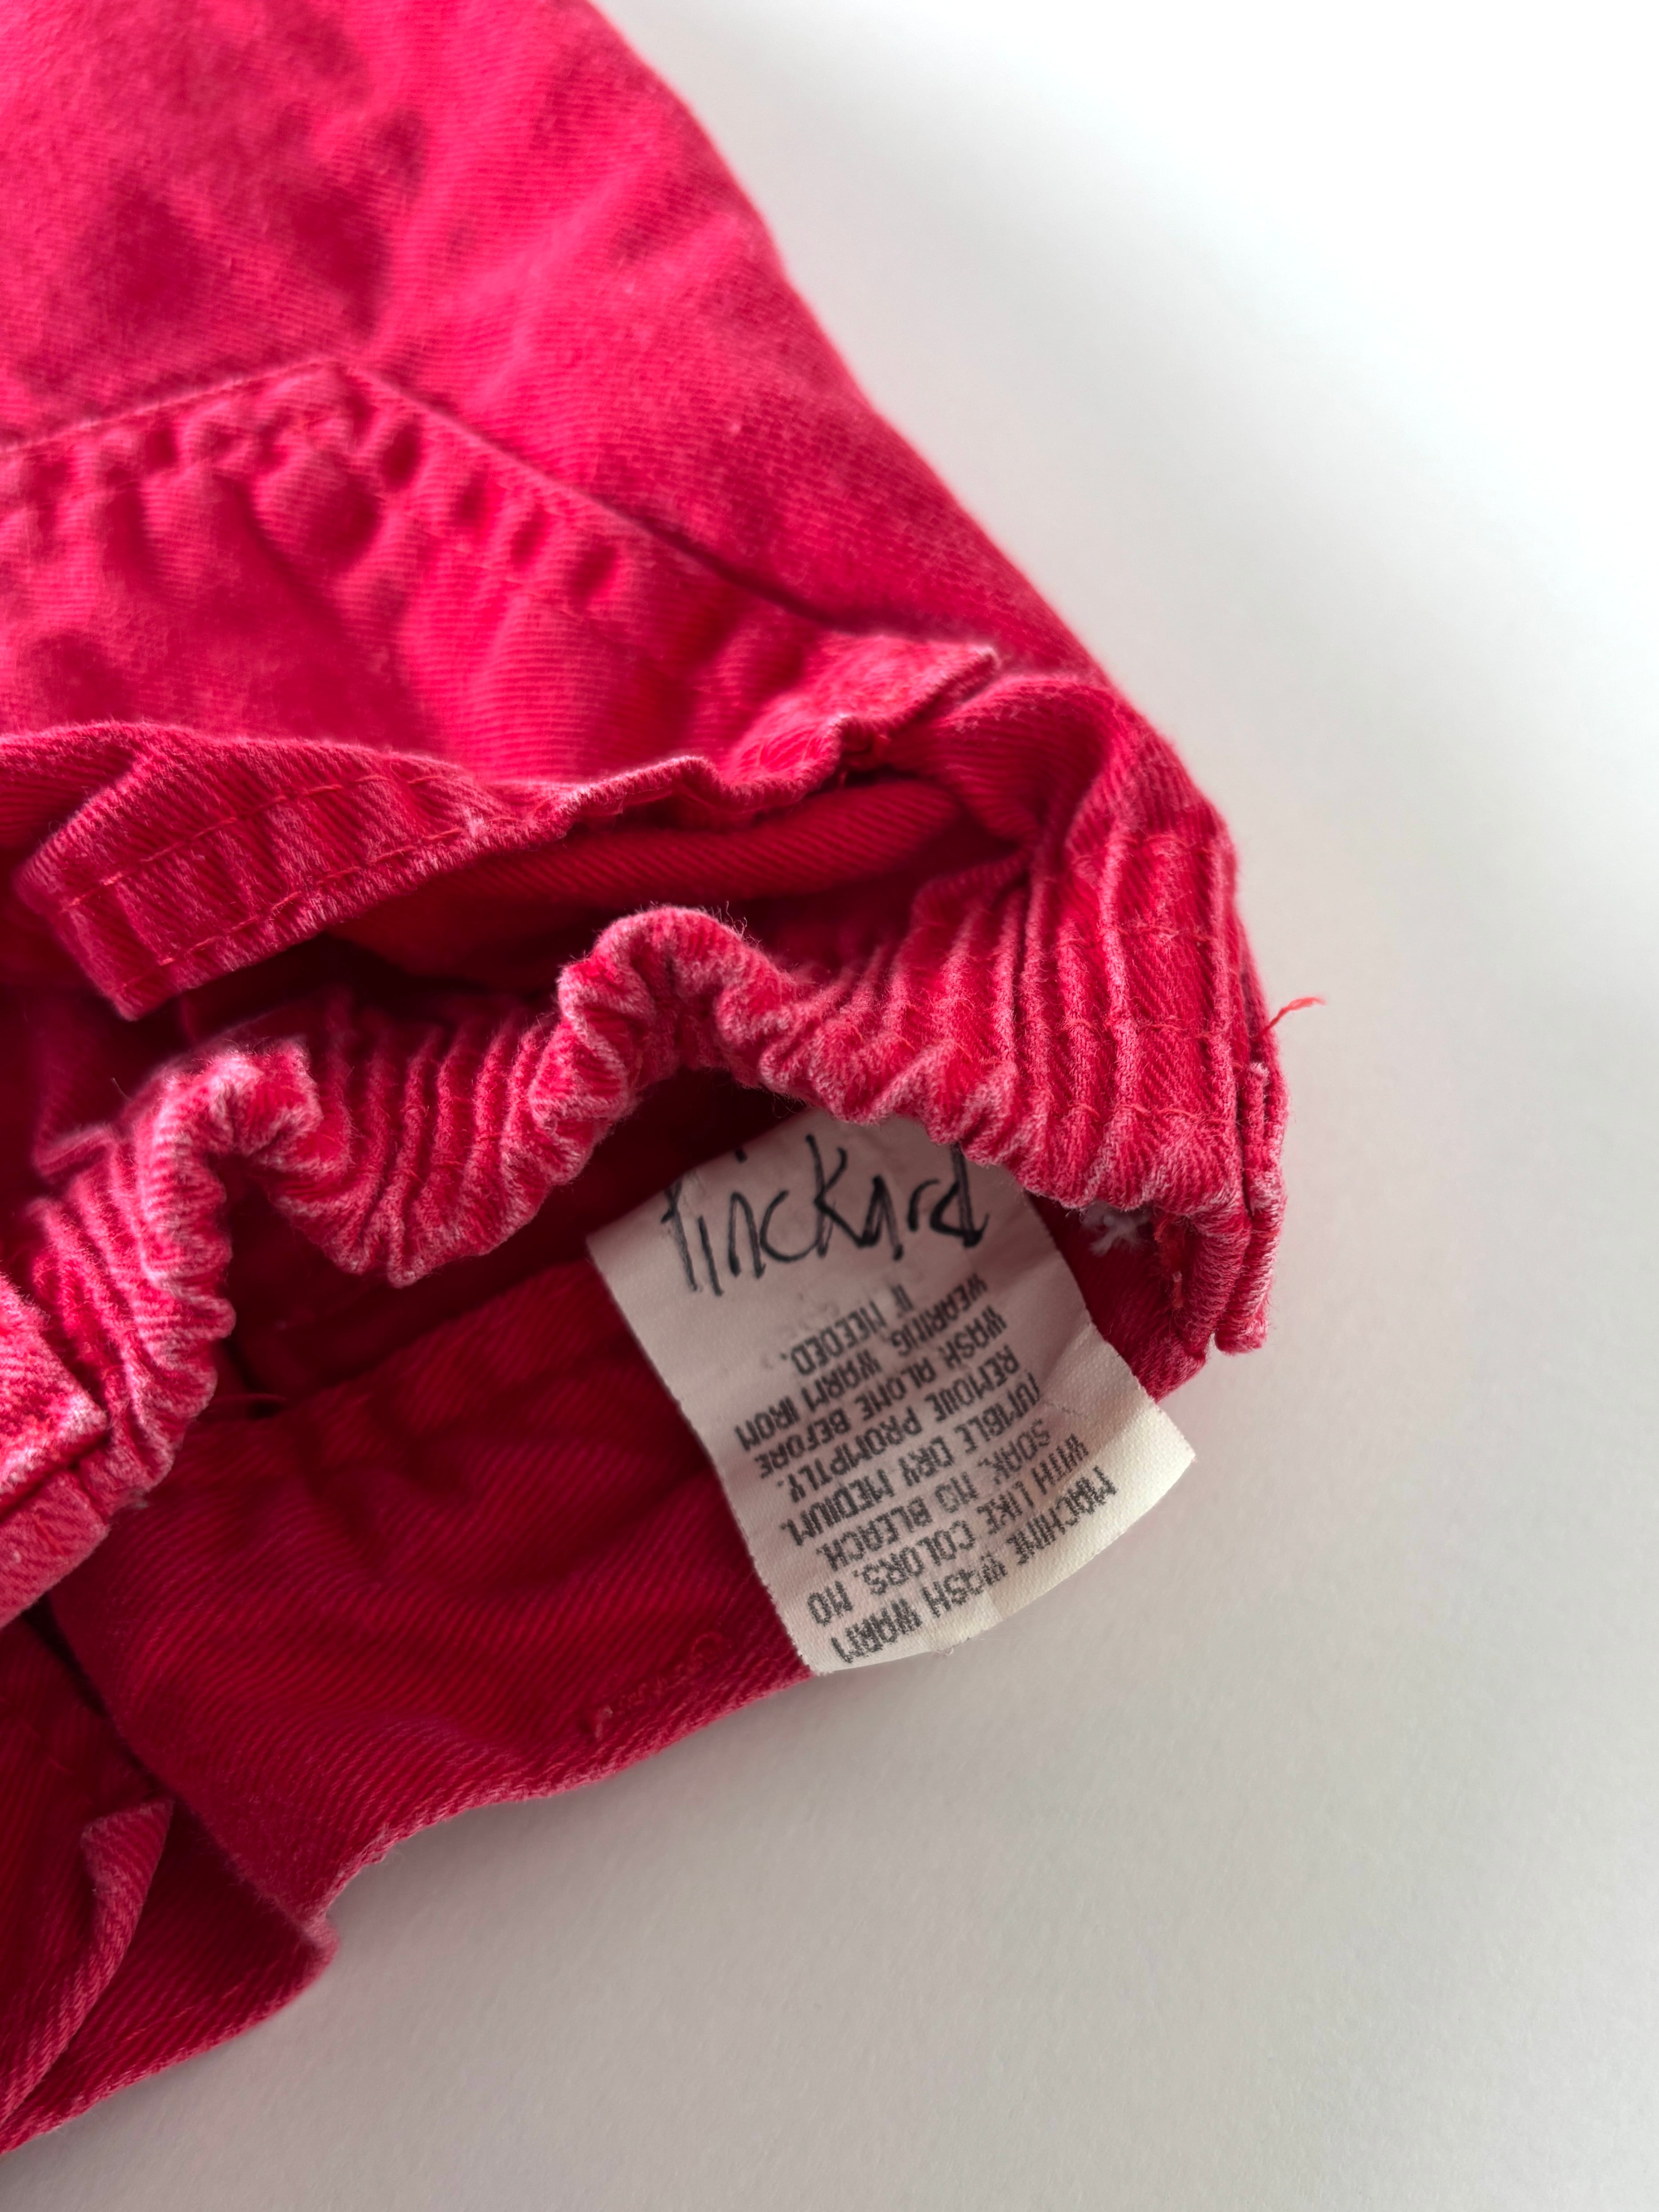 PincKard
MACHINE WASH WARM
WITH LIKE COLORS. NO
SOAK. NO BLEACH.
TUMBLE DRY MEDIUM.
REMOVE PROMPTLY.
WASH ALONE BEFORE
WEARING. WARM IRON
IF NEEDED.